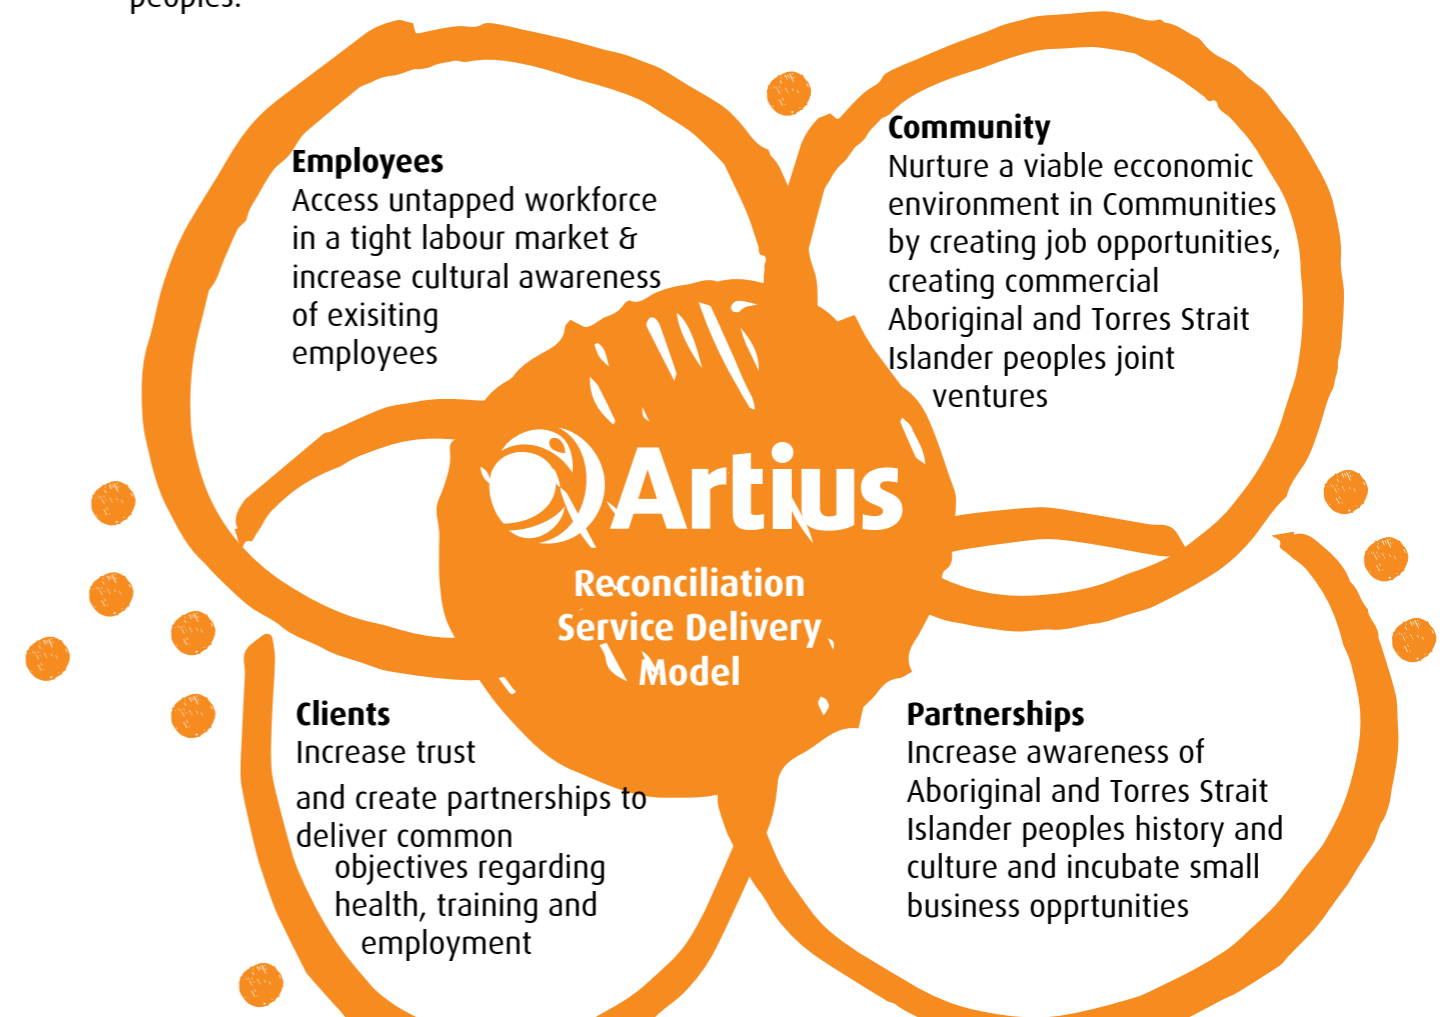 peoples.
Employees
Access untapped workforce
in a tight labour market &
increase cultural awareness
of exisiting
employees
Community
Nurture a viable ecconomic
environment in Communities
by creating job opportunities,
creating commercial
Aboriginal and Torres Strait
Islander peoples joint
ventures
Artius
Reconciliation
Service Delivery
Model
Clients
Increase trust
and create partnerships to
deliver common
objectives regarding
health, training and
employment
Partnerships
Increase awareness of
Aboriginal and Torres Strait
Islander peoples history and
culture and incubate small
business opprtunities